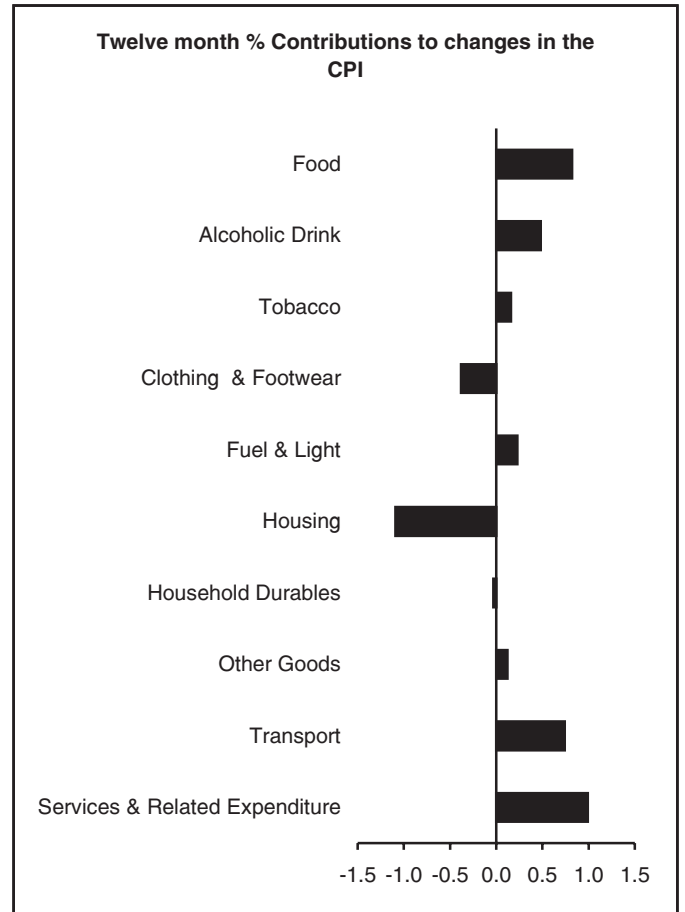 Twelve month % Contributions to changes in the
CPI
Food
Alcoholic Drink
Tobacco
Clothing & Footwear
Fuel & Light
Housing
Household Durables
Other Goods
Transport
Services & Related Expenditure
-1.5 -1.0 -0.5 0.0 0.5 1.0 1.5